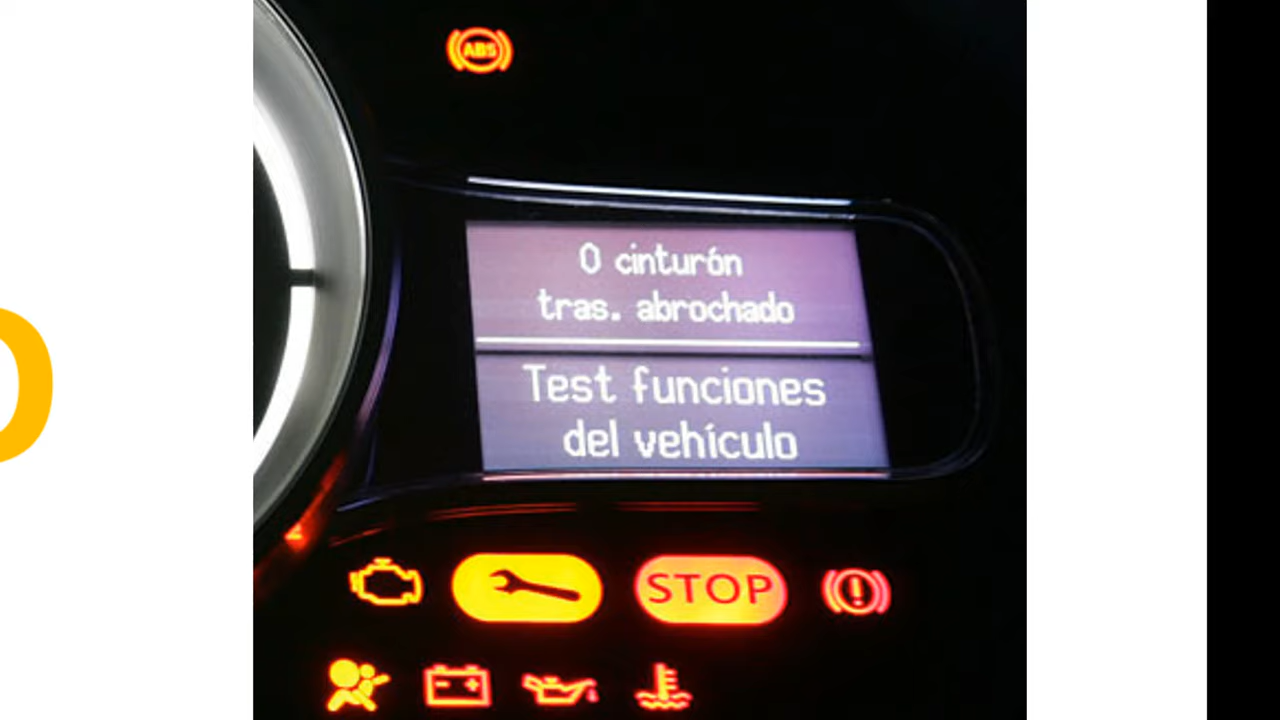 ABS
0 cinturón
tras. abrochado
Test funciones
del vehículo
STOP